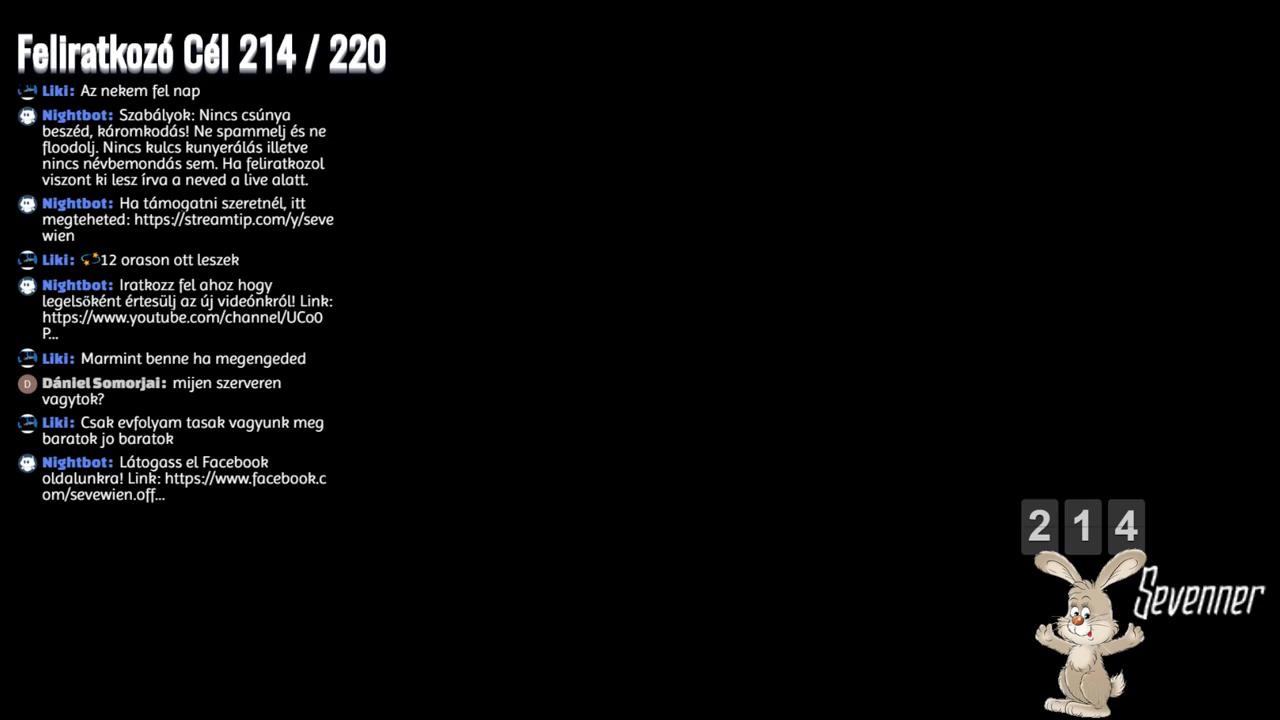 Feliratkozó Cél 214 / 220
Liki: Az nekem fel nap
Nightbot: Szabályok: Nincs csúnya
beszéd, káromkodás! Ne spammelj és ne
floodolj. Nincs kulcs kunyerálás illetve
nincs névbemondás sem. Ha feliratkozol
viszont ki lesz írva a neved a live alatt.
Nightbot: Ha támogatni szeretnél, itt
megteheted: https://streamtip.com/y/seve
wien
Liki: 💫12 orason ott leszek
Nightbot: Iratkozz fel ahoz hogy
legelsőként értesülj az új videónkról! Link:
https://www.youtube.com/channel/UCo0
P...
Liki: Marmint benne ha megengeded
D Dániel Somorjai: mijen szerveren
vagytok?
Liki: Csak evfolyam tasak vagyunk meg
baratok jo baratok
Nightbot: Látogass el Facebook
oldalunkra! Link: https://www.facebook.c
om/sevewien.off...
214
Sevenner